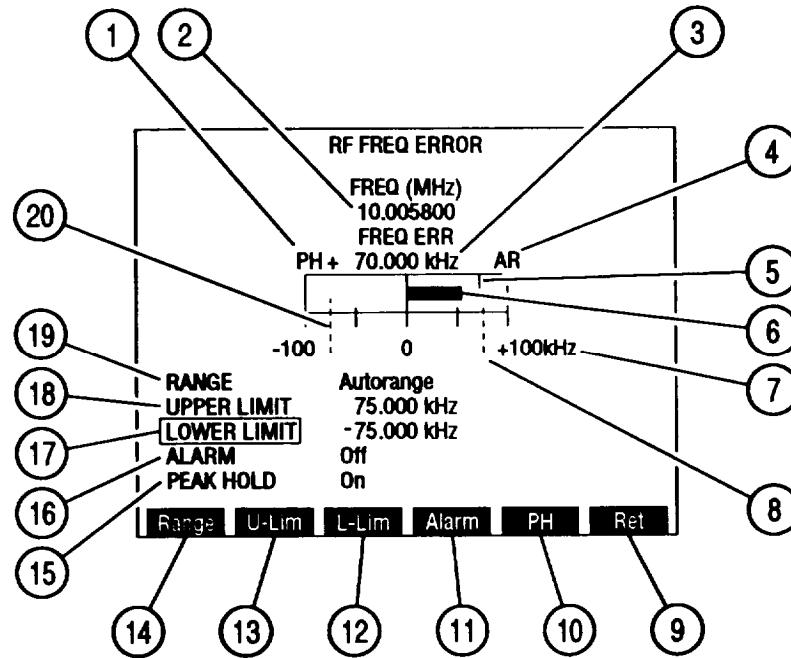 1 2 3
RF FREQ ERROR
4
FREQ (MHz)
10.005800
20
FREQ ERR
PH + 70.000 kHz AR
5
6
-100 0 +100kHz
7
19
RANGE Autorange
18
UPPER LIMIT 75.000 kHz
17
LOWER LIMIT -75.000 kHz
16
ALARM Off
8
PEAK HOLD On
15
Range U-Lim L-Lim Alarm PH Ret
14 13 12 11 10 9